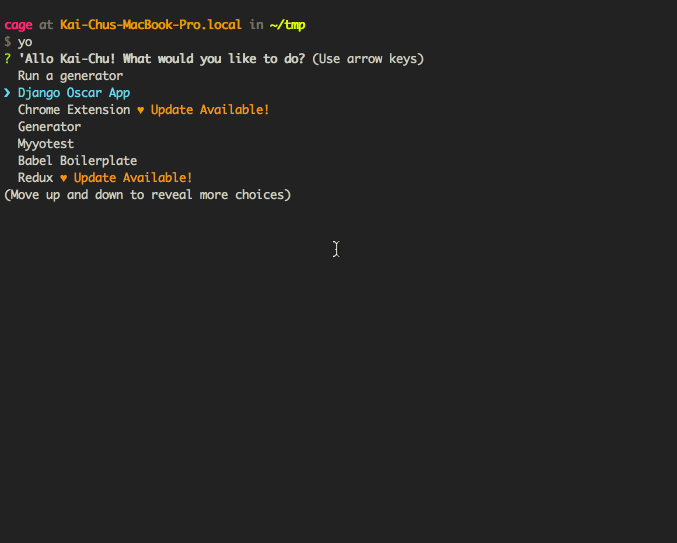 cage at Kai-Chus-MacBook-Pro.local in ~/tmp
$ yo
? 'Allo Kai-Chu! What would you like to do? (Use arrow keys)
Run a generator
❯ Django Oscar App
Chrome Extension ♥ Update Available!
Generator
Myyotest
Babel Boilerplate
Redux ♥ Update Available!
(Move up and down to reveal more choices)